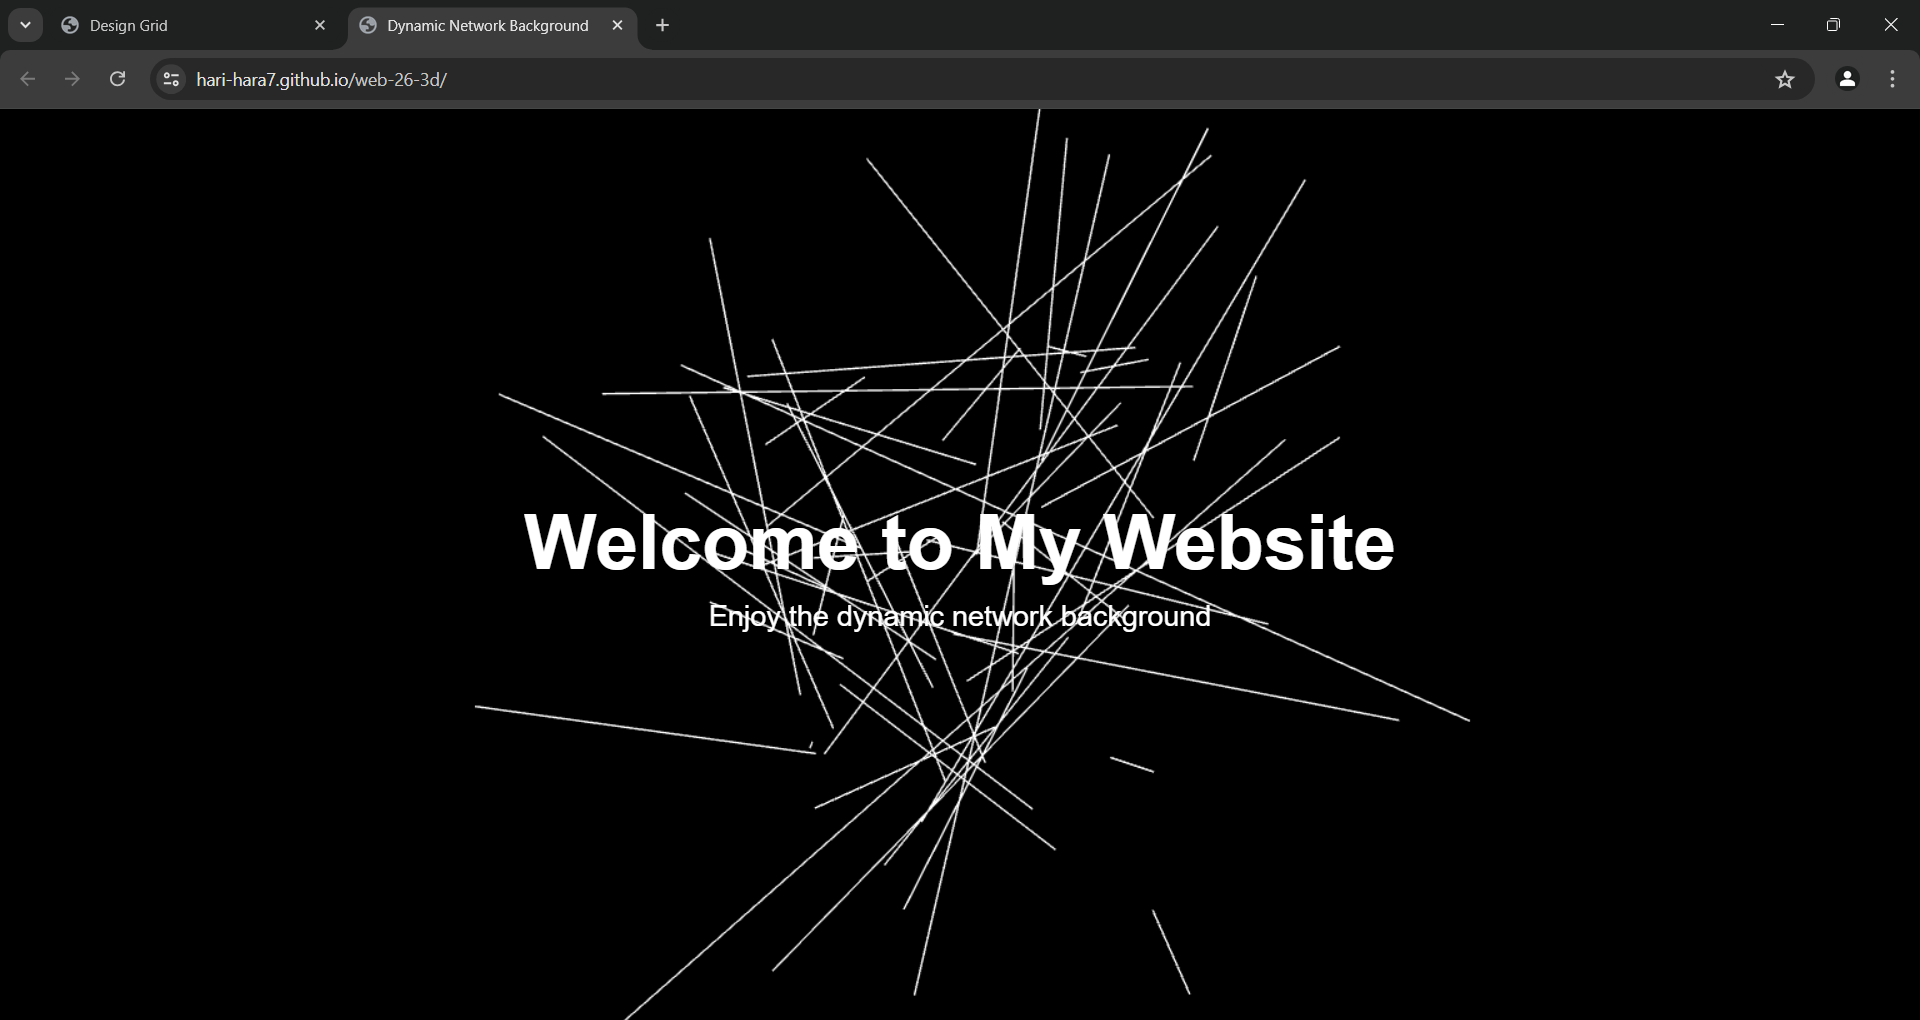 Design Grid
Dynamic Network Background
hari-hara7.github.io/web-26-3d/
Welcome to My Website
Enjoy the dynamic network background